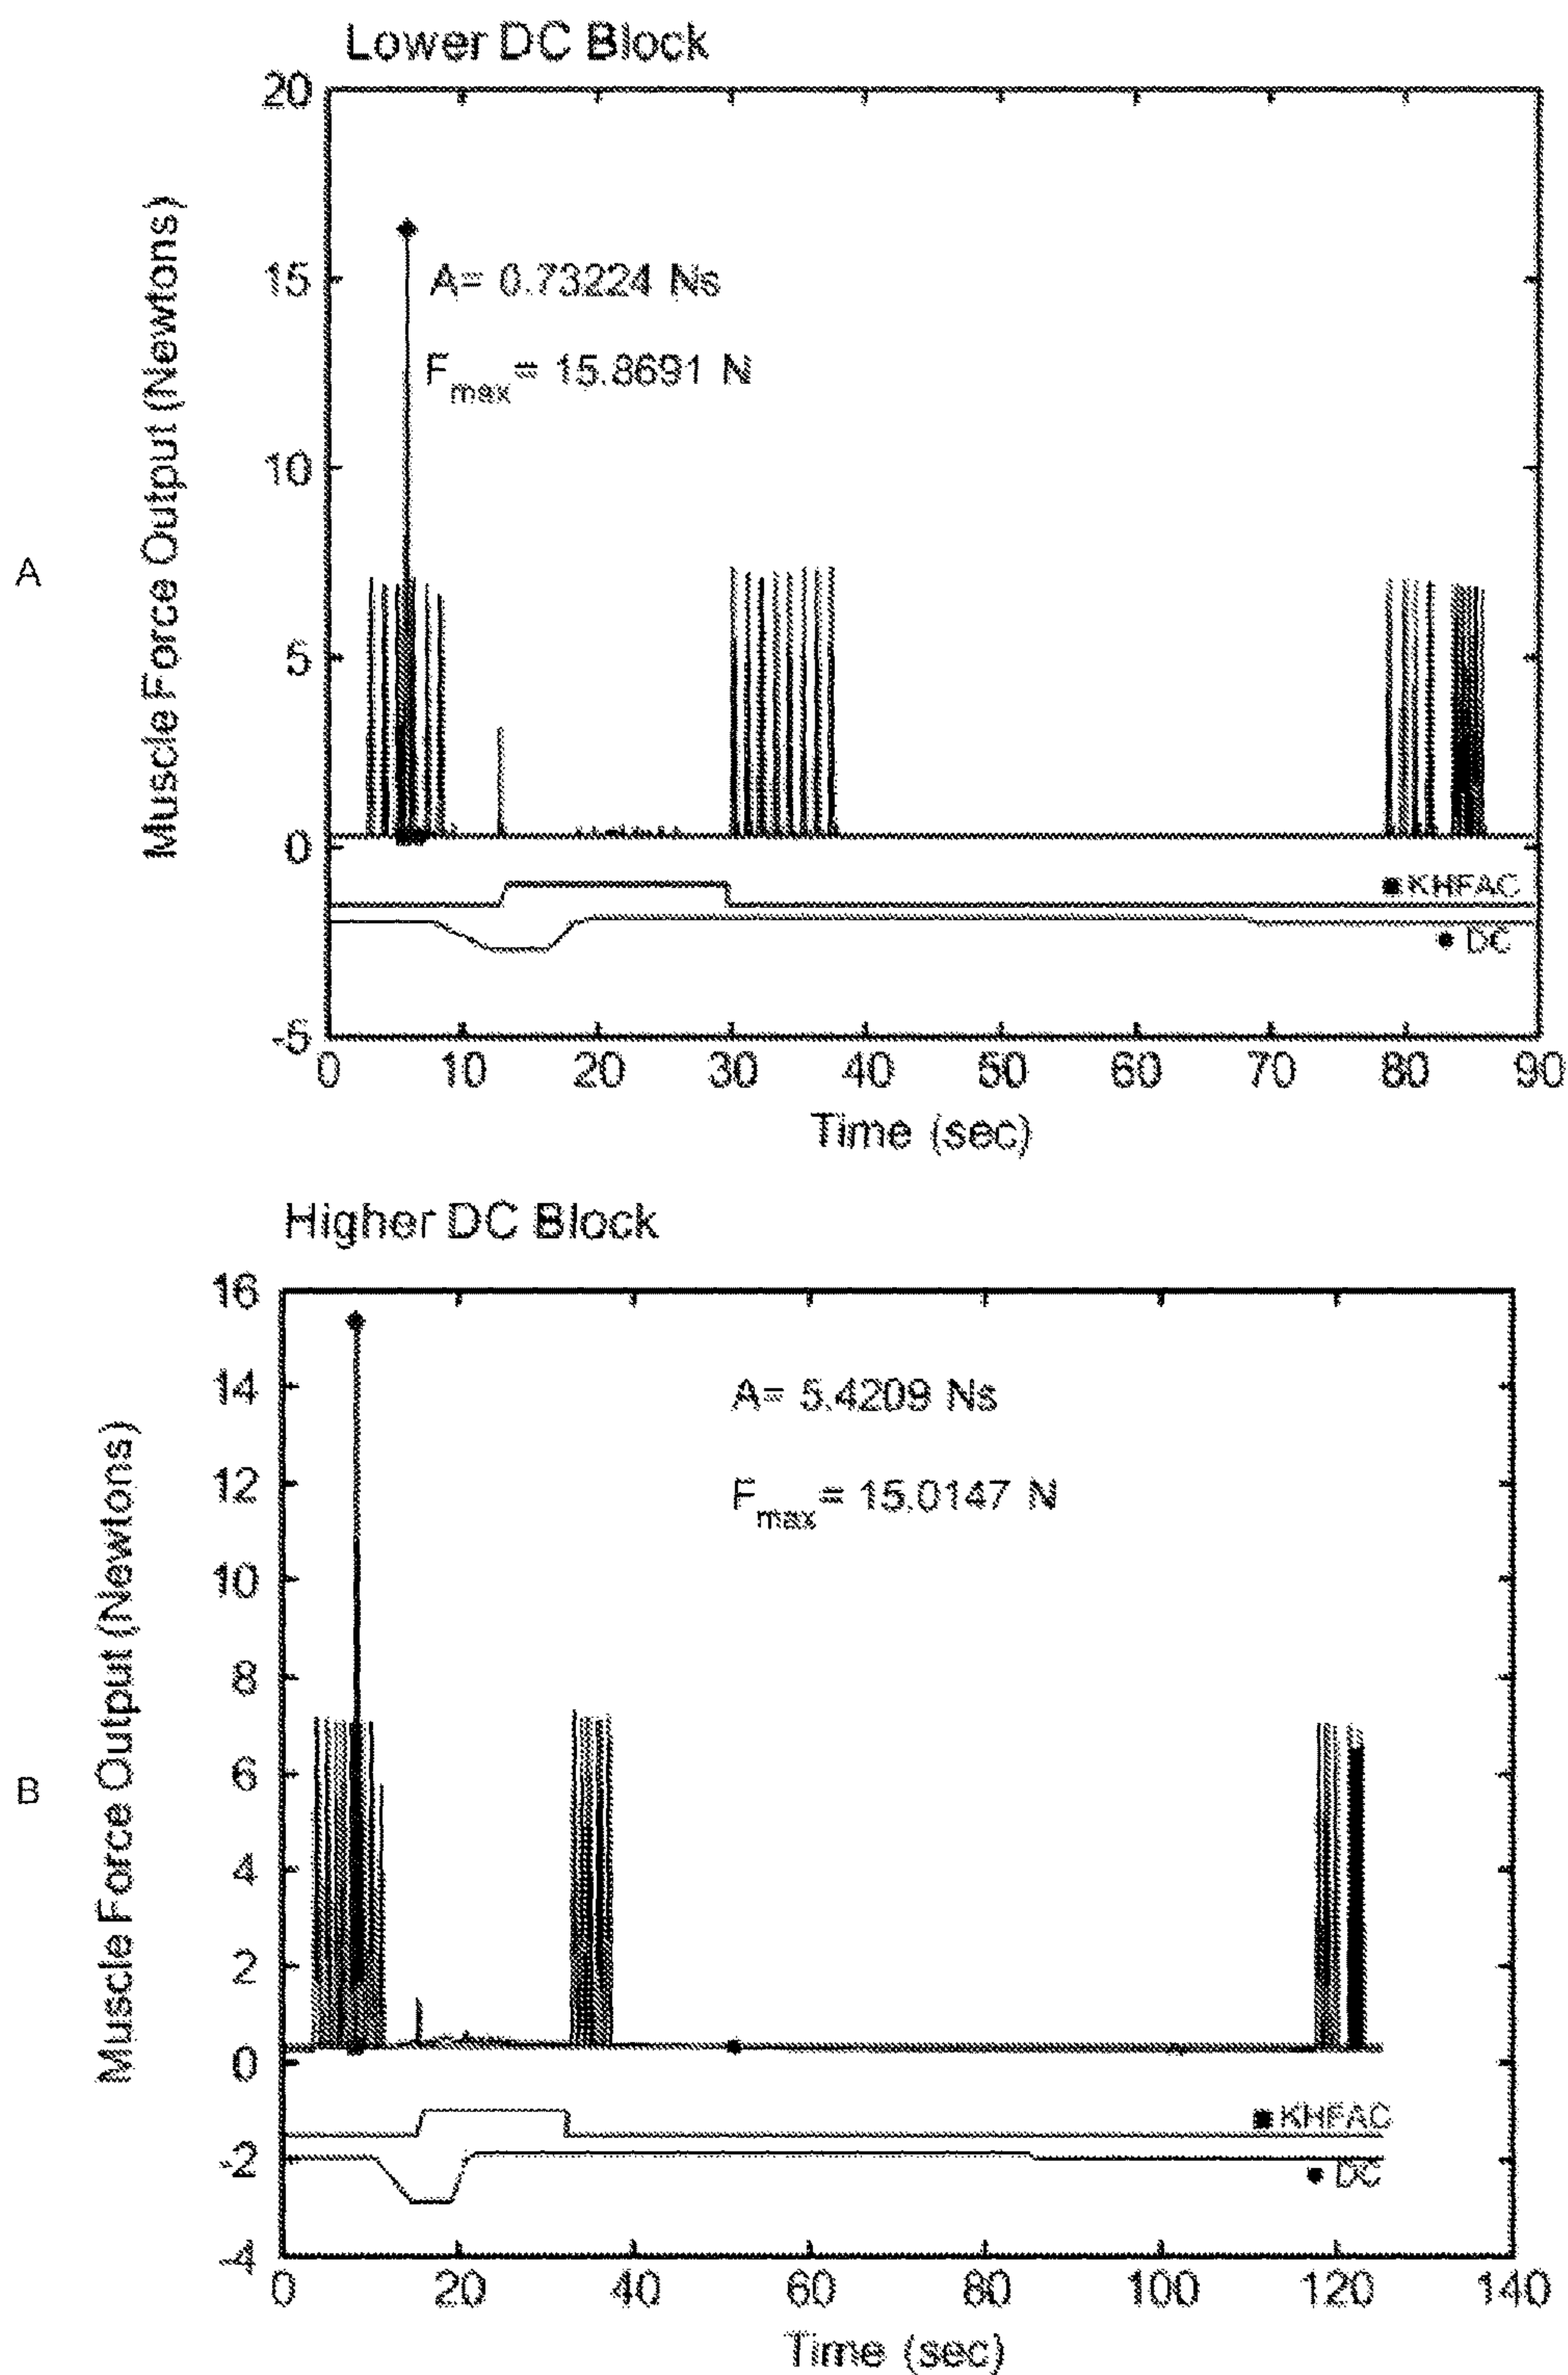 Lower DC Block
20
15
10
5
0
-5
A= 0.73224 Ns
Fmax= 15.8691 N
Muscle Force Output (Newtons)
A
KHFAC
DC
0 10 20 30 40 50 60 70 80 90
Time (sec)
Higher DC Block
16
14
12
10
8
6
4
2
0
-2
-4
A= 5.4209 Ns
Fmax= 15.0147 N
Muscle Force Output (Newtons)
B
KHFAC
DC
0 20 40 60 80 100 120 140
Time (sec)